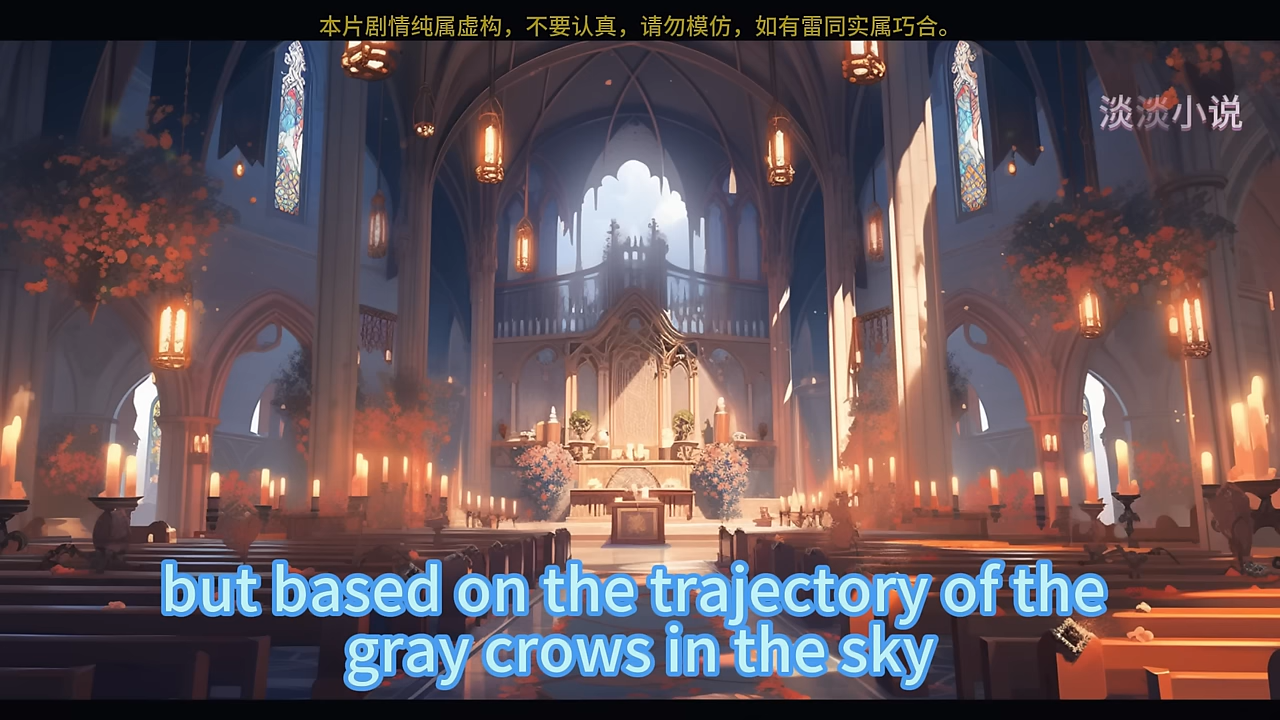 本片剧情纯属虚构，不要认真，请勿模仿，如有雷同实属巧合。
淡淡小说
but based on the trajectory of the
gray crows in the sky